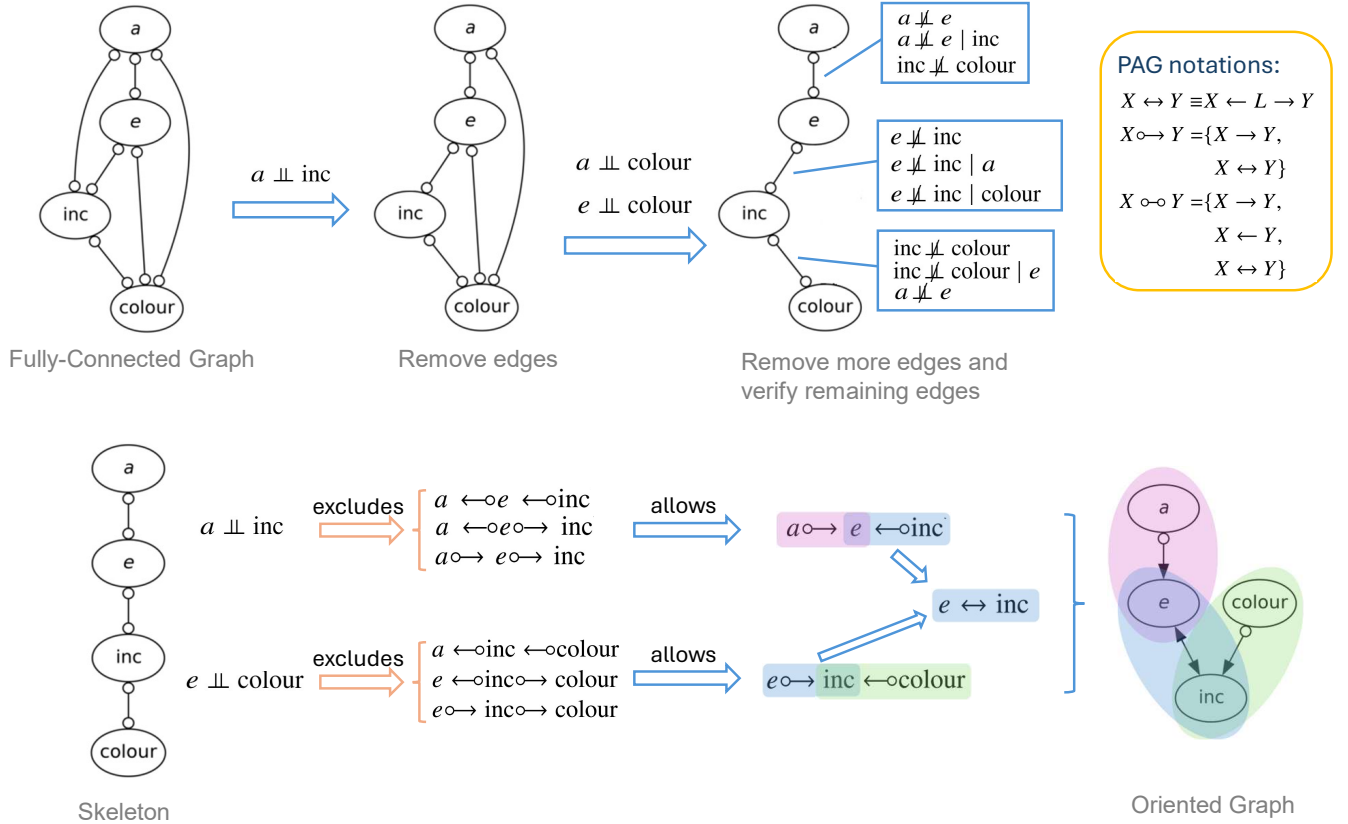 a
e
inc
colour
Fully-Connected Graph
a ⫫ inc
a
e
inc
colour
Remove edges
a ⫫ colour
e ⫫ colour
a
e
inc
colour
a ⫫̸ e
a ⫫̸ e | inc
inc ⫫̸ colour
e ⫫̸ inc
e ⫫̸ inc | a
e ⫫̸ inc | colour
inc ⫫̸ colour
inc ⫫̸ colour | e
a ⫫̸ e
Remove more edges and
verify remaining edges
PAG notations:
X ↔ Y ≡X ← L → Y
X o→ Y ={X → Y,
X ↔ Y}
X o-o Y ={X → Y,
X ← Y,
X ↔ Y}
a
e
inc
colour
Skeleton
a ⫫ inc
excludes
a ←o e ←o inc
a ←o e o→ inc
a o→ e o→ inc
allows
a o→ e ←o inc
e ↔ inc
e ⫫ colour
excludes
a ←o inc ←o colour
e ←o inc o→ colour
e o→ inc o→ colour
allows
e o→ inc ←o colour
a
e
colour
inc
Oriented Graph